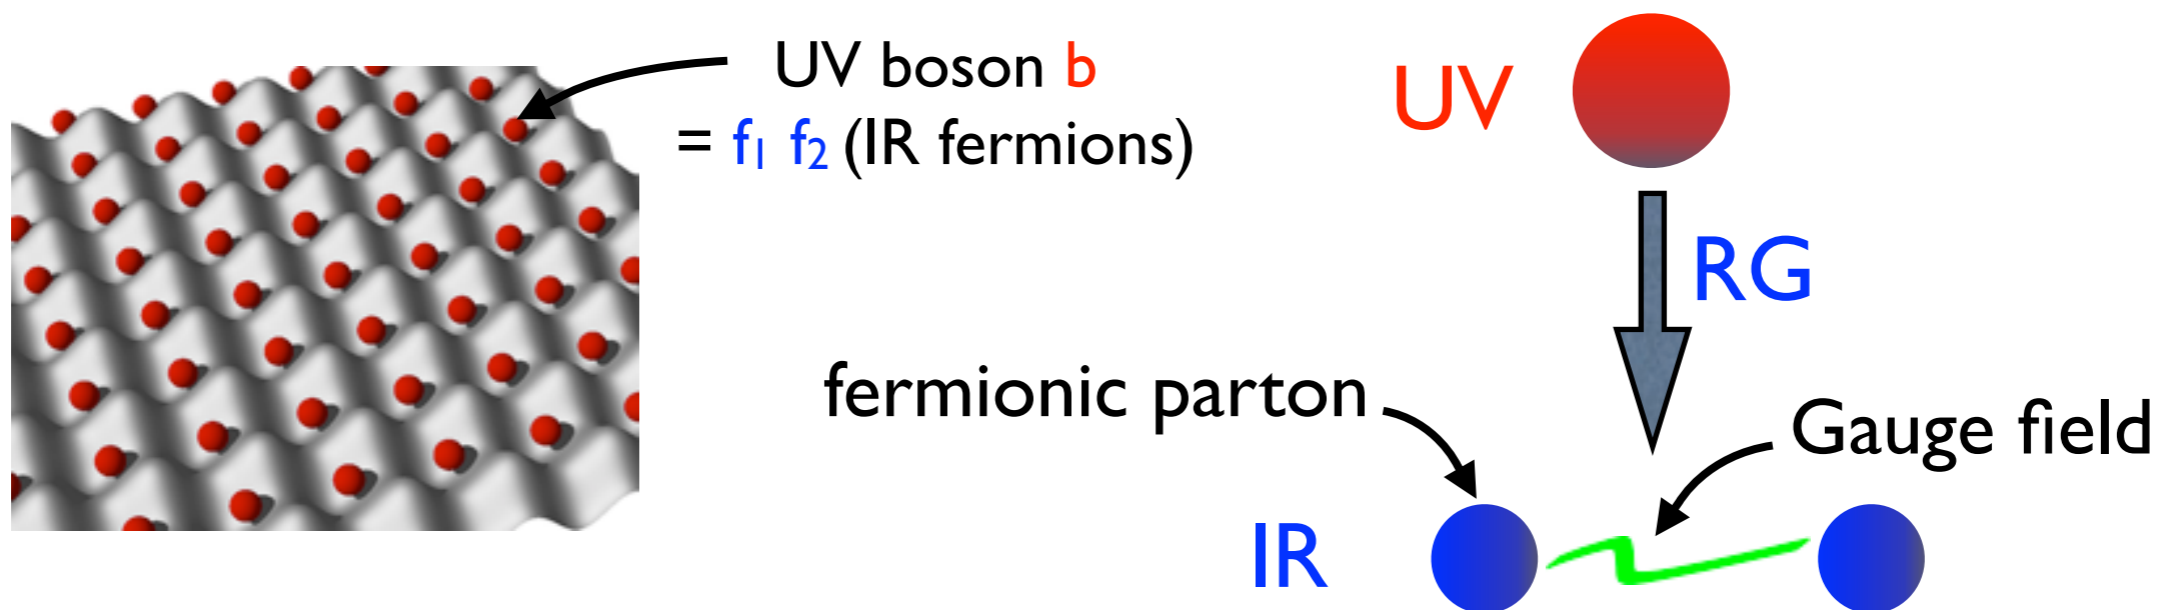 UV boson b
= f₁ f₂ (IR fermions)
UV
RG
fermionic parton
Gauge field
IR